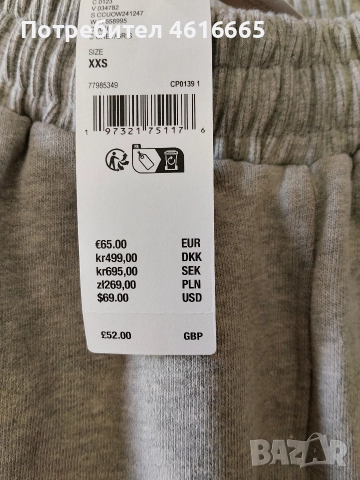 Потребител 4616665
C 0123
V 034782
S CCUOW241247
SIZE
XXS
77985349 CP0139 1
1 97321 75117 6
€65.00 EUR
kr499,00 DKK
kr695,00 SEK
zł269,00 PLN
$69.00 USD
£52.00 GBP
BAZAR